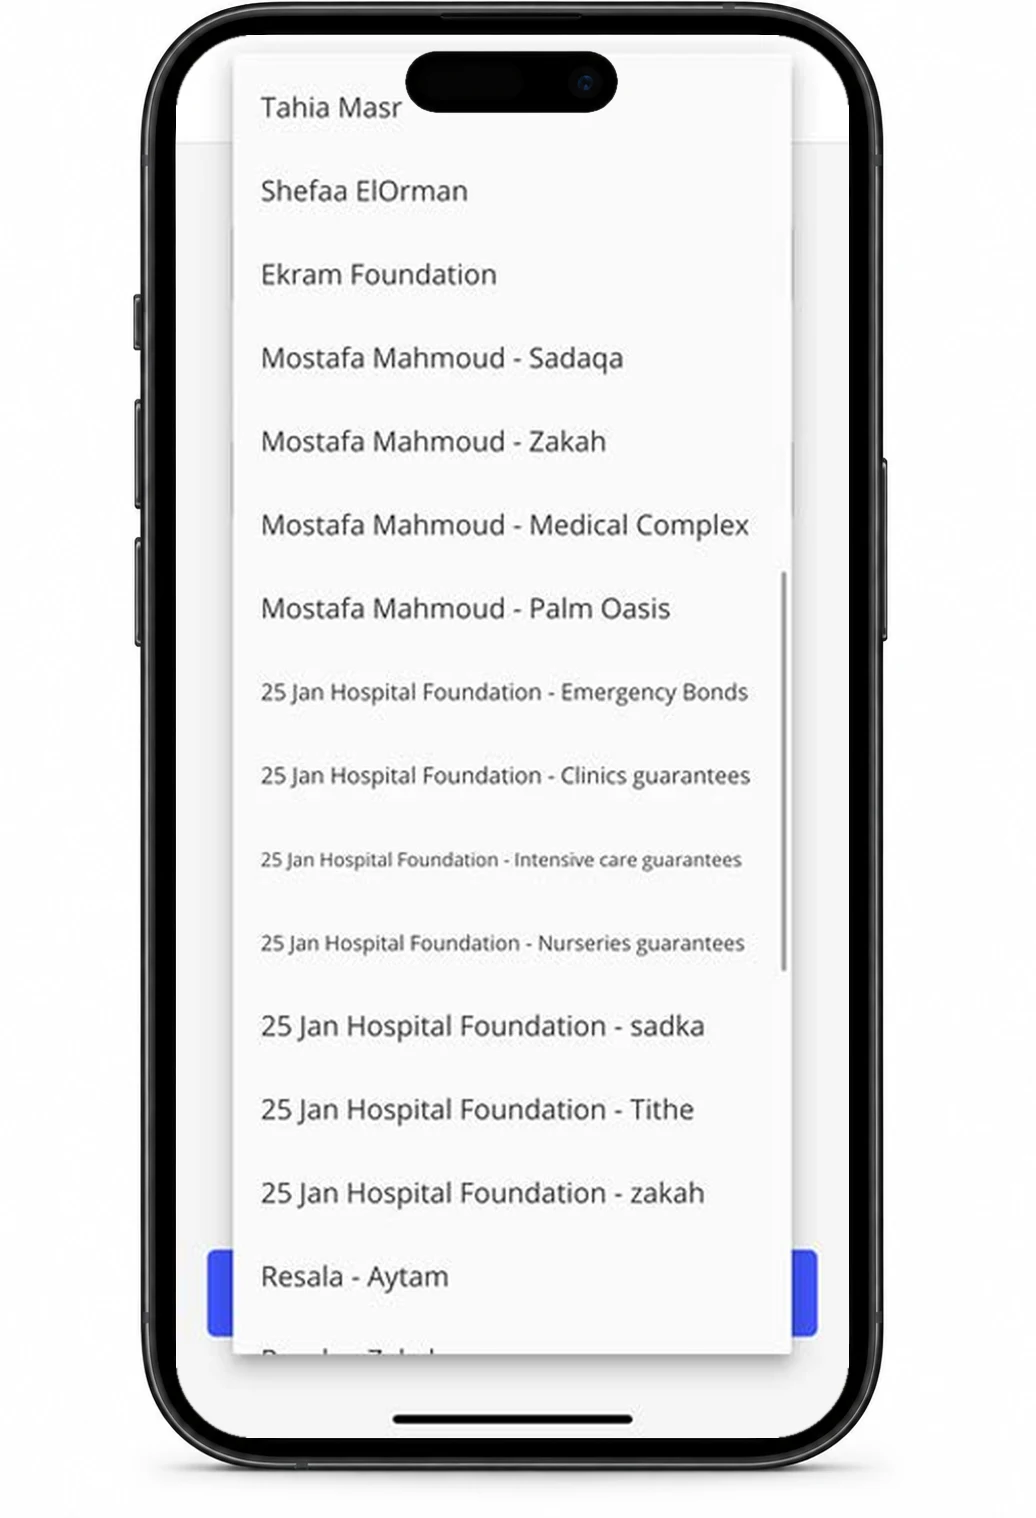 Tahia Masr
Shefaa ElOrman
Ekram Foundation
Mostafa Mahmoud - Sadaqa
Mostafa Mahmoud - Zakah
Mostafa Mahmoud - Medical Complex
Mostafa Mahmoud - Palm Oasis
25 Jan Hospital Foundation - Emergency Bonds
25 Jan Hospital Foundation - Clinics guarantees
25 Jan Hospital Foundation - Intensive care guarantees
25 Jan Hospital Foundation - Nurseries guarantees
25 Jan Hospital Foundation - sadka
25 Jan Hospital Foundation - Tithe
25 Jan Hospital Foundation - zakah
Resala - Aytam